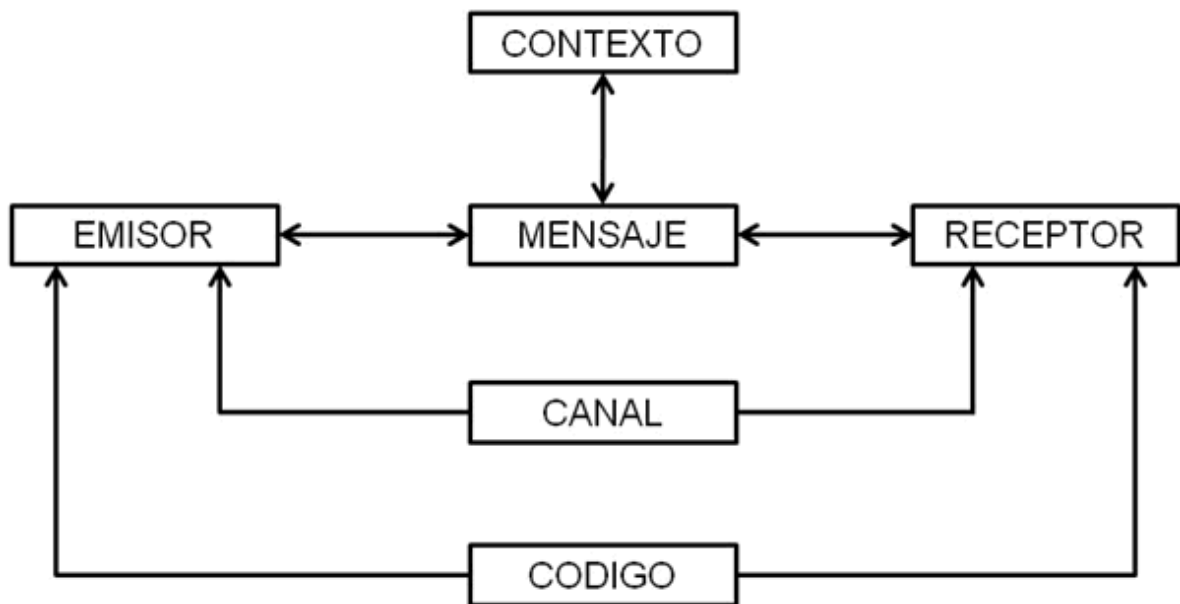 CONTEXTO
EMISOR
MENSAJE
RECEPTOR
CANAL
CODIGO